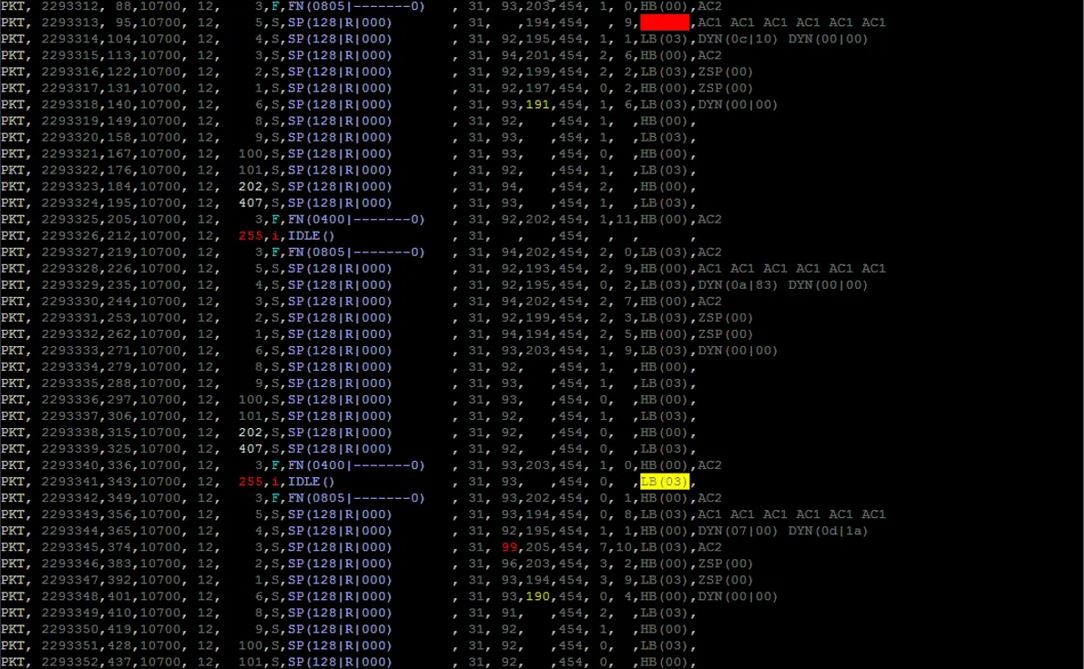 PKT, 2293312, 88,10700, 12, 3,F,FN(0805|-------0) , 31, 93,203,454, 1, 0,HB(00),AC2
PKT, 2293313, 95,10700, 12, 5,S,SP(128|R|000) , 31, ,194,454, , 9, ,AC1 AC1 AC1 AC1 AC1 AC1
PKT, 2293314,104,10700, 12, 4,S,SP(128|R|000) , 31, 92,195,454, 1, 1,LB(03),DYN(0c|10) DYN(00|00)
PKT, 2293315,113,10700, 12, 3,S,SP(128|R|000) , 31, 94,201,454, 2, 6,HB(00),AC2
PKT, 2293316,122,10700, 12, 2,S,SP(128|R|000) , 31, 92,199,454, 2, 2,LB(03),ZSP(00)
PKT, 2293317,131,10700, 12, 1,S,SP(128|R|000) , 31, 92,197,454, 0, 2,HB(00),ZSP(00)
PKT, 2293318,140,10700, 12, 6,S,SP(128|R|000) , 31, 93,191,454, 1, 6,LB(03),DYN(00|00)
PKT, 2293319,149,10700, 12, 8,S,SP(128|R|000) , 31, 92, ,454, 1, ,HB(00),
PKT, 2293320,158,10700, 12, 9,S,SP(128|R|000) , 31, 92, ,454, 1, ,LB(03),
PKT, 2293321,167,10700, 12, 100,S,SP(128|R|000) , 31, 93, ,454, 0, ,HB(00),
PKT, 2293322,176,10700, 12, 101,S,SP(128|R|000) , 31, 92, ,454, 1, ,LB(03),
PKT, 2293323,184,10700, 12, 202,S,SP(128|R|000) , 31, 94, ,454, 2, ,HB(00),
PKT, 2293324,195,10700, 12, 407,S,SP(128|R|000) , 31, 93, ,454, 1, ,LB(03),
PKT, 2293325,205,10700, 12, 3,F,FN(0400|-------0) , 31, 92,202,454, 1,11,HB(00),AC2
PKT, 2293326,212,10700, 12, 255,i,IDLE() , 31, , ,454, , , ,
PKT, 2293327,219,10700, 12, 3,F,FN(0805|-------0) , 31, 94,202,454, 2, 0,LB(03),AC2
PKT, 2293328,226,10700, 12, 5,S,SP(128|R|000) , 31, 92,193,454, 2, 9,HB(00),AC1 AC1 AC1 AC1 AC1 AC1
PKT, 2293329,235,10700, 12, 4,S,SP(128|R|000) , 31, 92,195,454, 0, 2,LB(03),DYN(0a|83) DYN(00|00)
PKT, 2293330,244,10700, 12, 3,S,SP(128|R|000) , 31, 94,202,454, 2, 7,HB(00),AC2
PKT, 2293331,253,10700, 12, 2,S,SP(128|R|000) , 31, 92,199,454, 2, 3,LB(03),ZSP(00)
PKT, 2293332,262,10700, 12, 1,S,SP(128|R|000) , 31, 94,194,454, 2, 5,HB(00),ZSP(00)
PKT, 2293333,271,10700, 12, 6,S,SP(128|R|000) , 31, 93,203,454, 1, 9,LB(03),DYN(00|00)
PKT, 2293334,279,10700, 12, 8,S,SP(128|R|000) , 31, 92, ,454, 1, ,HB(00),
PKT, 2293335,288,10700, 12, 9,S,SP(128|R|000) , 31, 93, ,454, 1, ,LB(03),
PKT, 2293336,297,10700, 12, 100,S,SP(128|R|000) , 31, 92, ,454, 0, ,HB(00),
PKT, 2293337,306,10700, 12, 101,S,SP(128|R|000) , 31, 92, ,454, 1, ,LB(03),
PKT, 2293338,315,10700, 12, 202,S,SP(128|R|000) , 31, 92, ,454, 0, ,HB(00),
PKT, 2293339,325,10700, 12, 407,S,SP(128|R|000) , 31, 92, ,454, 0, ,LB(03),
PKT, 2293340,336,10700, 12, 3,F,FN(0400|-------0) , 31, 93,203,454, 1, 0,HB(00),AC2
PKT, 2293341,343,10700, 12, 255,i,IDLE() , 31, 93, ,454, 0, ,LB(03),
PKT, 2293342,349,10700, 12, 3,F,FN(0805|-------0) , 31, 93,202,454, 0, 1,HB(00),AC2
PKT, 2293343,356,10700, 12, 5,S,SP(128|R|000) , 31, 93,194,454, 0, 8,LB(03),AC1 AC1 AC1 AC1 AC1 AC1
PKT, 2293344,365,10700, 12, 4,S,SP(128|R|000) , 31, 92,195,454, 1, 1,HB(00),DYN(07|00) DYN(0d|1a)
PKT, 2293345,374,10700, 12, 3,S,SP(128|R|000) , 31, 99,205,454, 7,10,LB(03),AC2
PKT, 2293346,383,10700, 12, 2,S,SP(128|R|000) , 31, 96,203,454, 3, 2,HB(00),ZSP(00)
PKT, 2293347,392,10700, 12, 1,S,SP(128|R|000) , 31, 93,194,454, 3, 9,LB(03),ZSP(00)
PKT, 2293348,401,10700, 12, 6,S,SP(128|R|000) , 31, 93,190,454, 0, 4,HB(00),DYN(00|00)
PKT, 2293349,410,10700, 12, 8,S,SP(128|R|000) , 31, 91, ,454, 2, ,LB(03),
PKT, 2293350,419,10700, 12, 9,S,SP(128|R|000) , 31, 92, ,454, 1, ,HB(00),
PKT, 2293351,428,10700, 12, 100,S,SP(128|R|000) , 31, 92, ,454, 0, ,LB(03),
PKT, 2293352,437,10700, 12, 101,S,SP(128|R|000) , 31, 92, ,454, 0, ,HB(00),